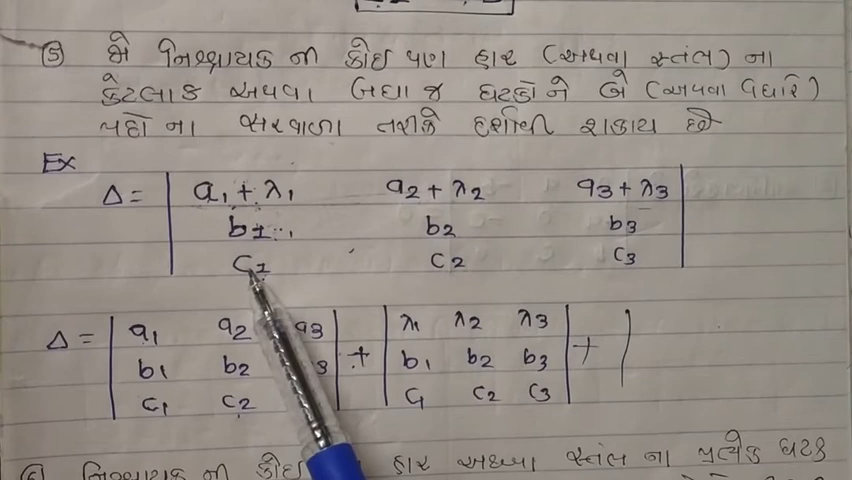 ⑤ જો નિશ્ચાયક ની કોઇ પણ હાર (અથવા સ્તંભ) ના
કેટલાક અથવા બધા જ ઘટકોને બે (અથવા વધારે)
પદો ના સરવાળા તરીકે દર્શાવી શકાય છે
Ex
Δ = | a₁ + λ₁ a₂ + λ₂ a₃ + λ₃ |
b₁ b₂ b₃
c₁ c₂ c₃
Δ = | a₁ a₂ a₃ | + | λ₁ λ₂ λ₃ | +
b₁ b₂ 3 b₁ b₂ b₃
c₁ c₂ c₁ c₂ c₃
નિશ્ચાયક ની કોઇ હાર અથવા સ્તંભ ના પ્રત્યેક ઘટક